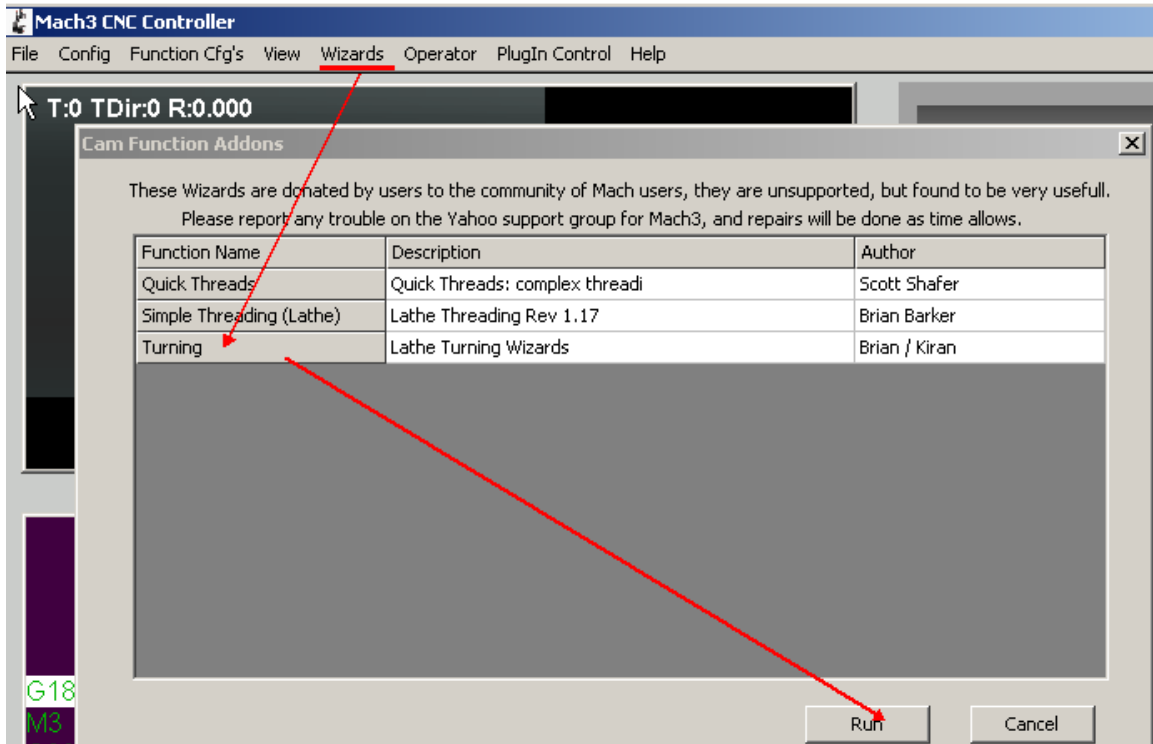 Mach3 CNC Controller
File Config Function Cfg's View Wizards Operator PlugIn Control Help
T:0 TDir:0 R:0.000
Cam Function Addons
These Wizards are donated by users to the community of Mach users, they are unsupported, but found to be very usefull.
Please report any trouble on the Yahoo support group for Mach3, and repairs will be done as time allows.
Function Name Description Author
Quick Threads Quick Threads: complex threadi Scott Shafer
Simple Threading (Lathe) Lathe Threading Rev 1.17 Brian Barker
Turning Lathe Turning Wizards Brian / Kiran
G18
M3
Run Cancel